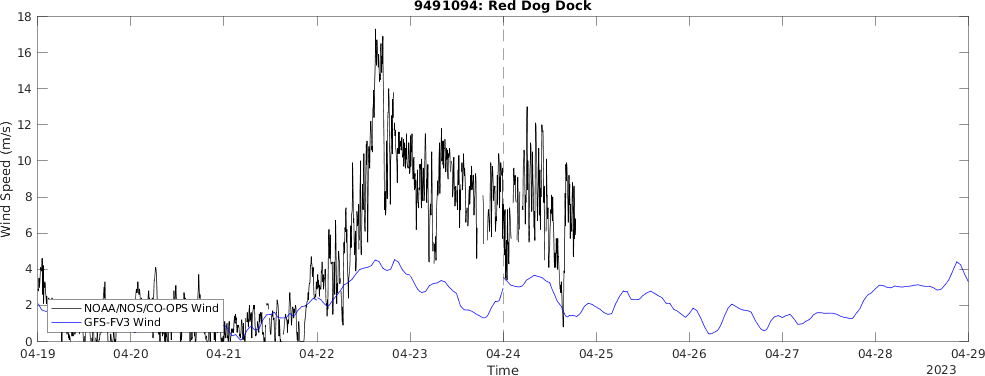 9491094: Red Dog Dock
Wind Speed (m/s)
18
16
14
12
10
8
6
4
2
0
NOAA/NOS/CO-OPS Wind
GFS-FV3 Wind
04-19 04-20 04-21 04-22 04-23 04-24 04-25 04-26 04-27 04-28 04-29
Time
2023